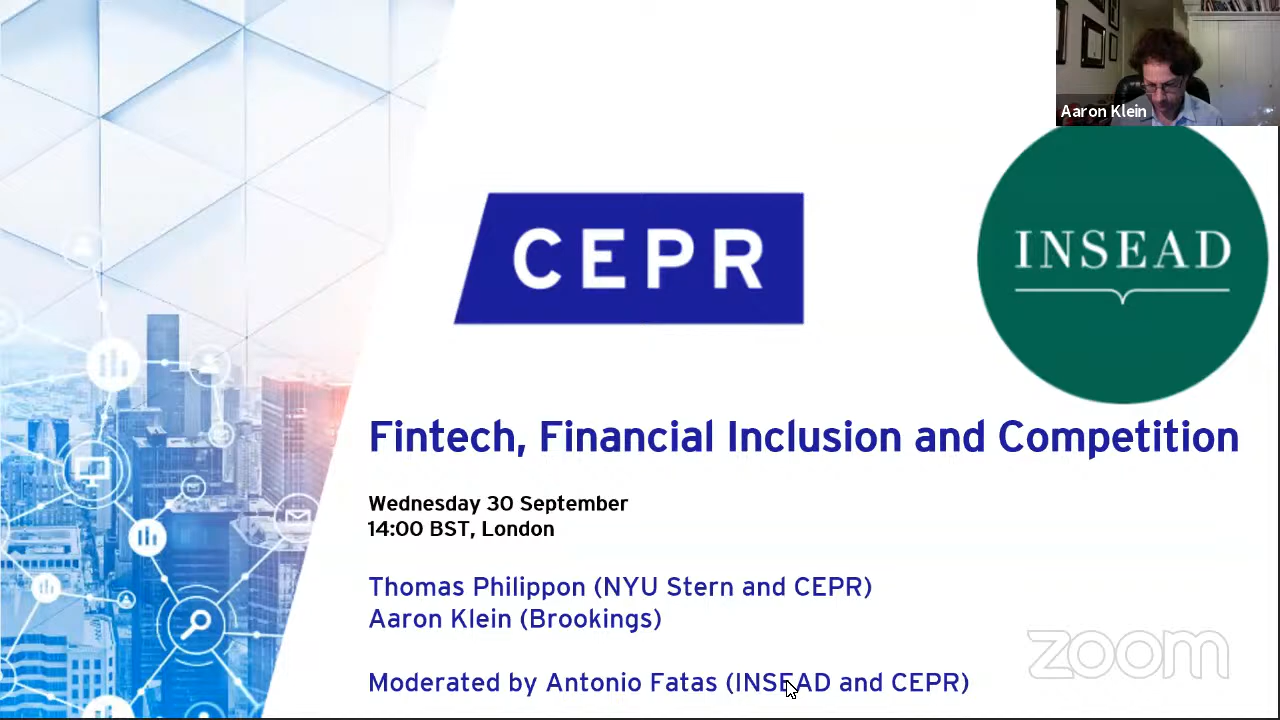 Aaron Klein
CEPR
INSEAD
Fintech, Financial Inclusion and Competition
Wednesday 30 September
14:00 BST, London
Thomas Philippon (NYU Stern and CEPR)
Aaron Klein (Brookings)
zoom
Moderated by Antonio Fatas (INSEAD and CEPR)